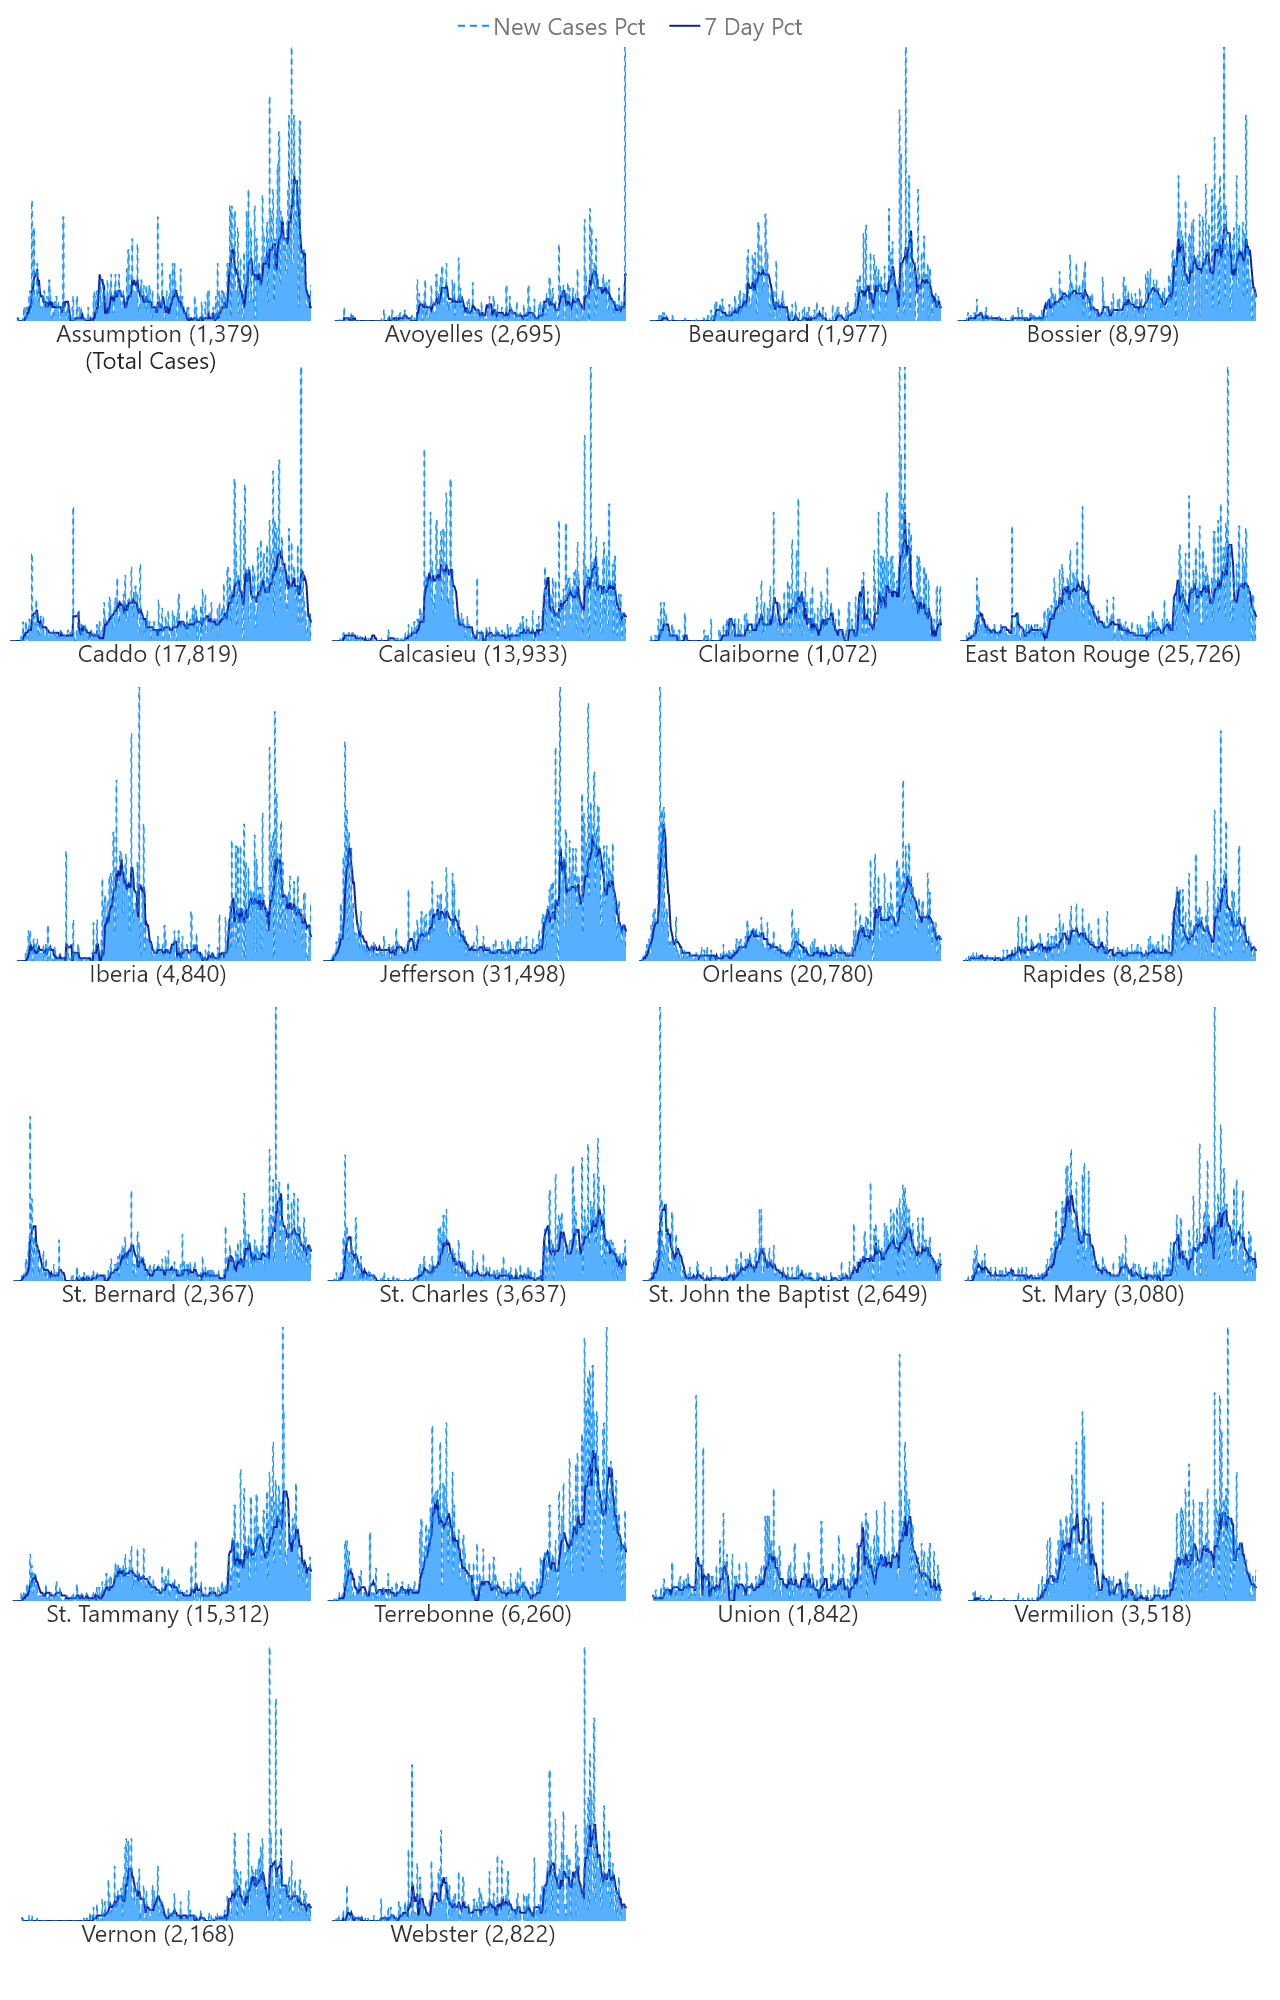 New Cases Pct 7 Day Pct
Assumption (1,379) Avoyelles (2,695) Beauregard (1,977) Bossier (8,979)
(Total Cases)
Caddo (17,819) Calcasieu (13,933) Claiborne (1,072) East Baton Rouge (25,726)
Iberia (4,840) Jefferson (31,498) Orleans (20,780) Rapides (8,258)
St. Bernard (2,367) St. Charles (3,637) St. John the Baptist (2,649) St. Mary (3,080)
St. Tammany (15,312) Terrebonne (6,260) Union (1,842) Vermilion (3,518)
Vernon (2,168) Webster (2,822)